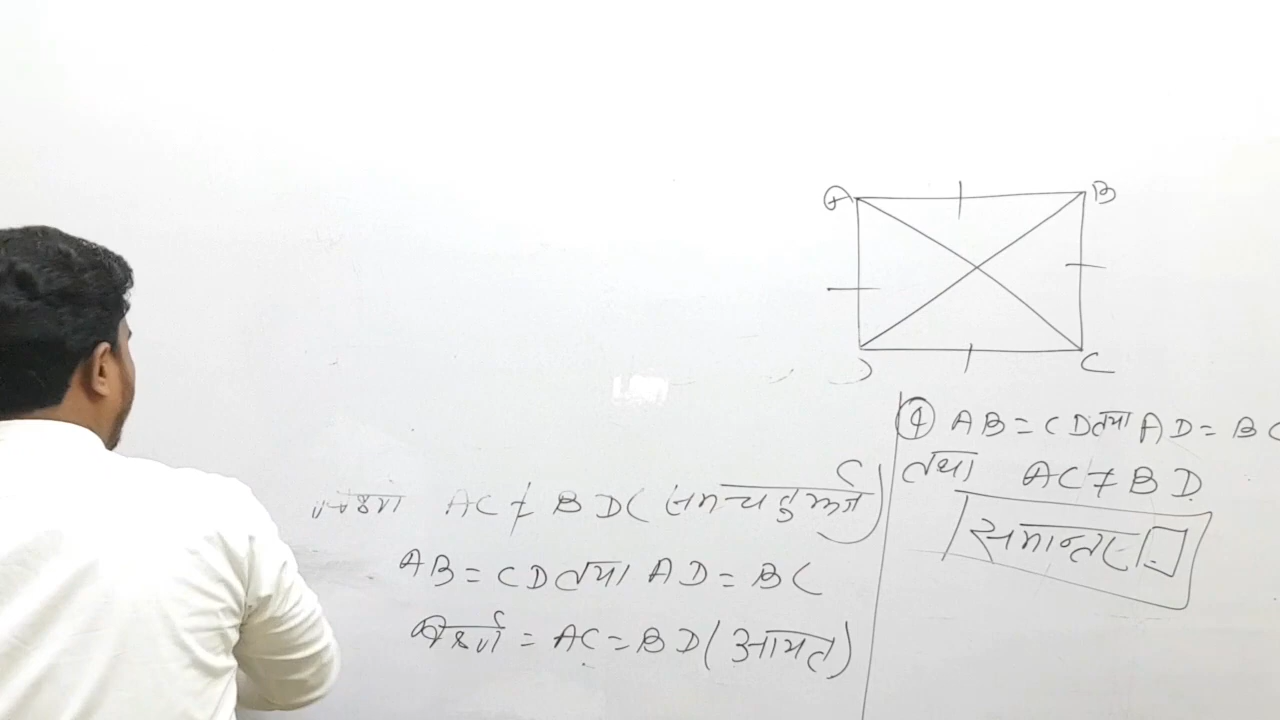 A B
D C
विकर्ण AC ≠ BD (समचतुर्भुज)
AB = CD तथा AD = BC
विकर्ण = AC = BD (आयत)
④ AB = CD तथा AD = BC
तथा AC ≠ BD
समान्तर □